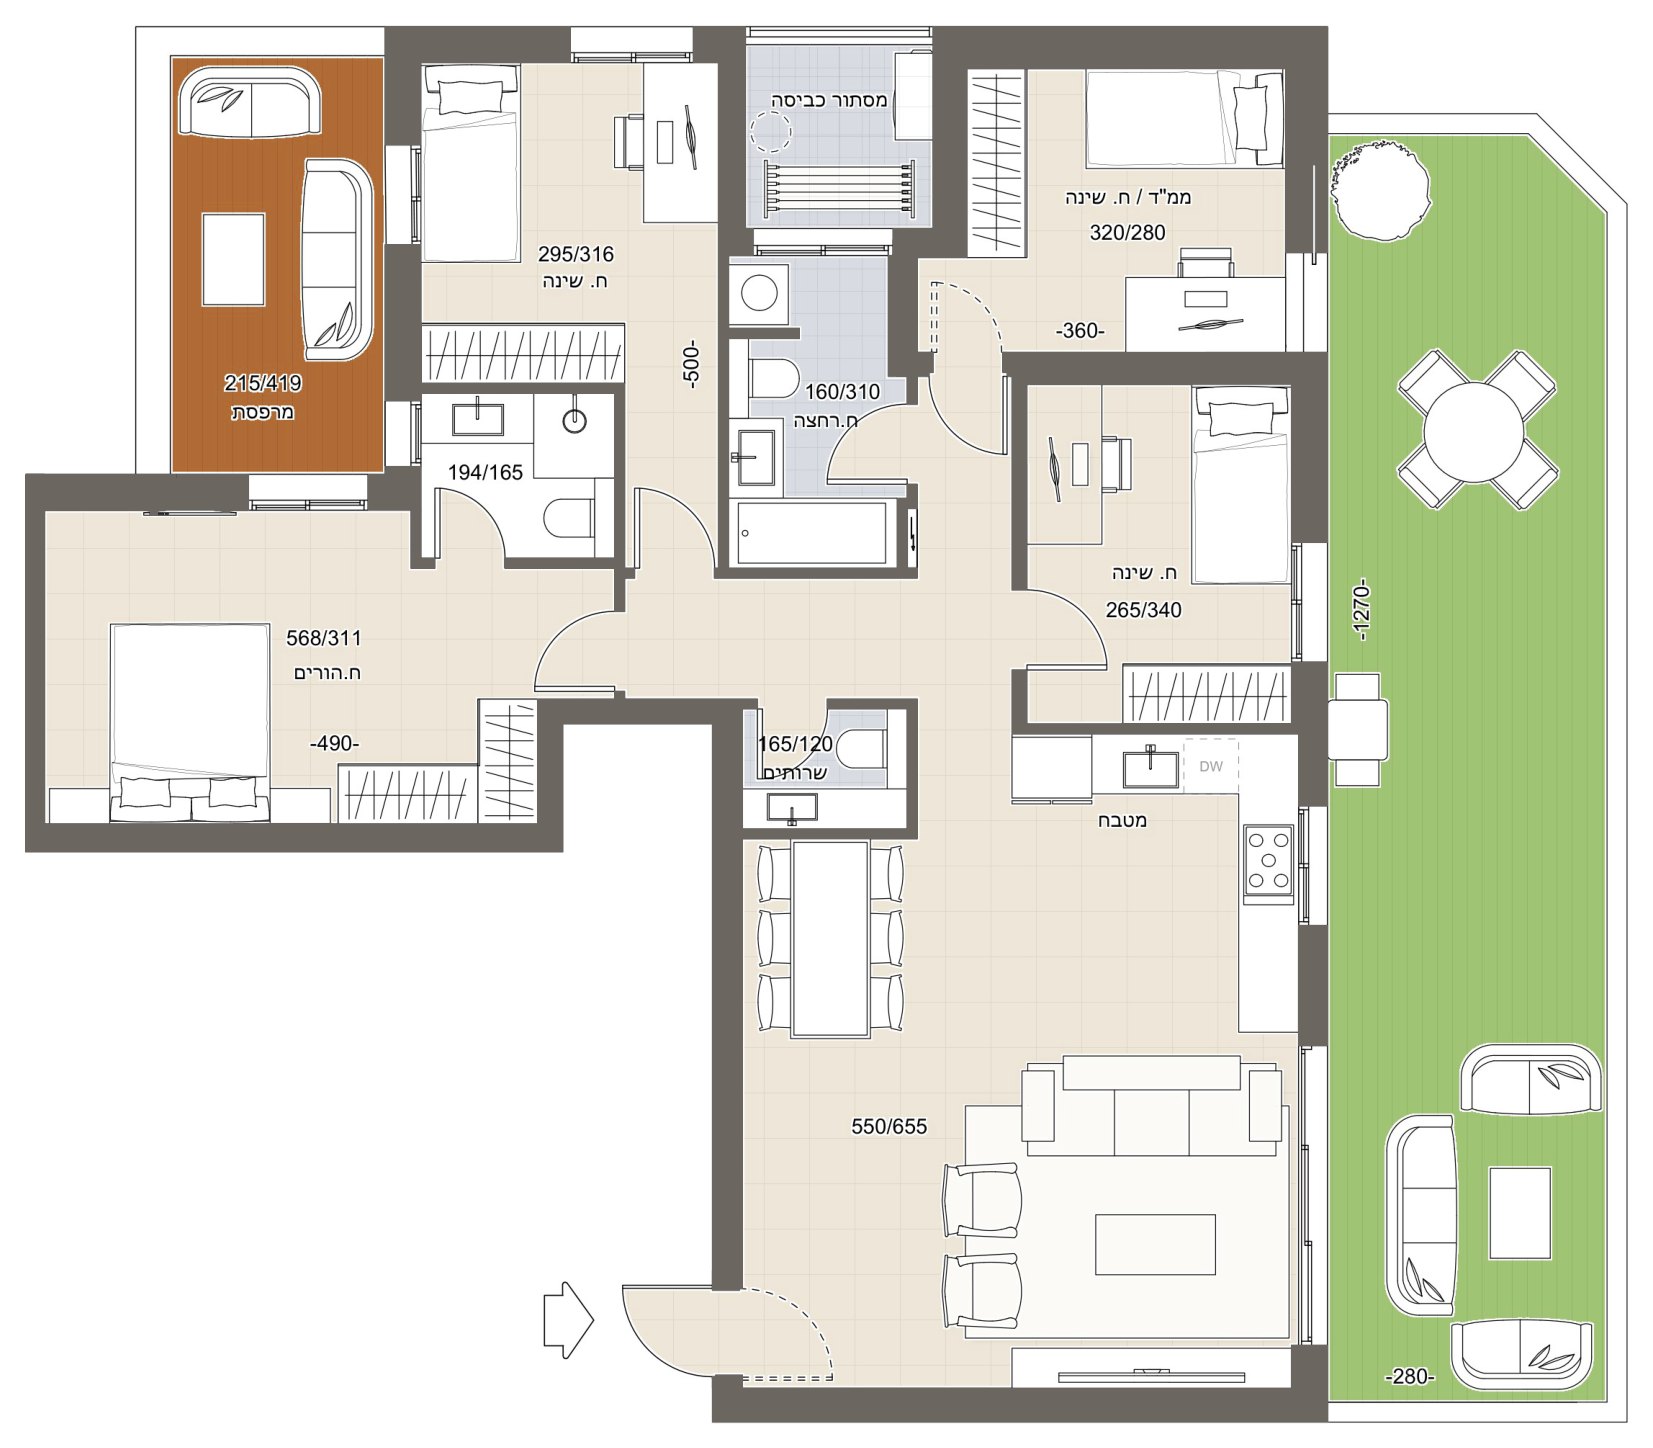 מסתור כביסה
ממ"ד / ח. שינה
320/280
-360-
295/316
ח. שינה
-500-
215/419
מרפסת
160/310
ח.רחצה
194/165
ח. שינה
265/340
-1270-
568/311
ח.הורים
-490-
165/120
שרותים
DW
מטבח
550/655
-280-